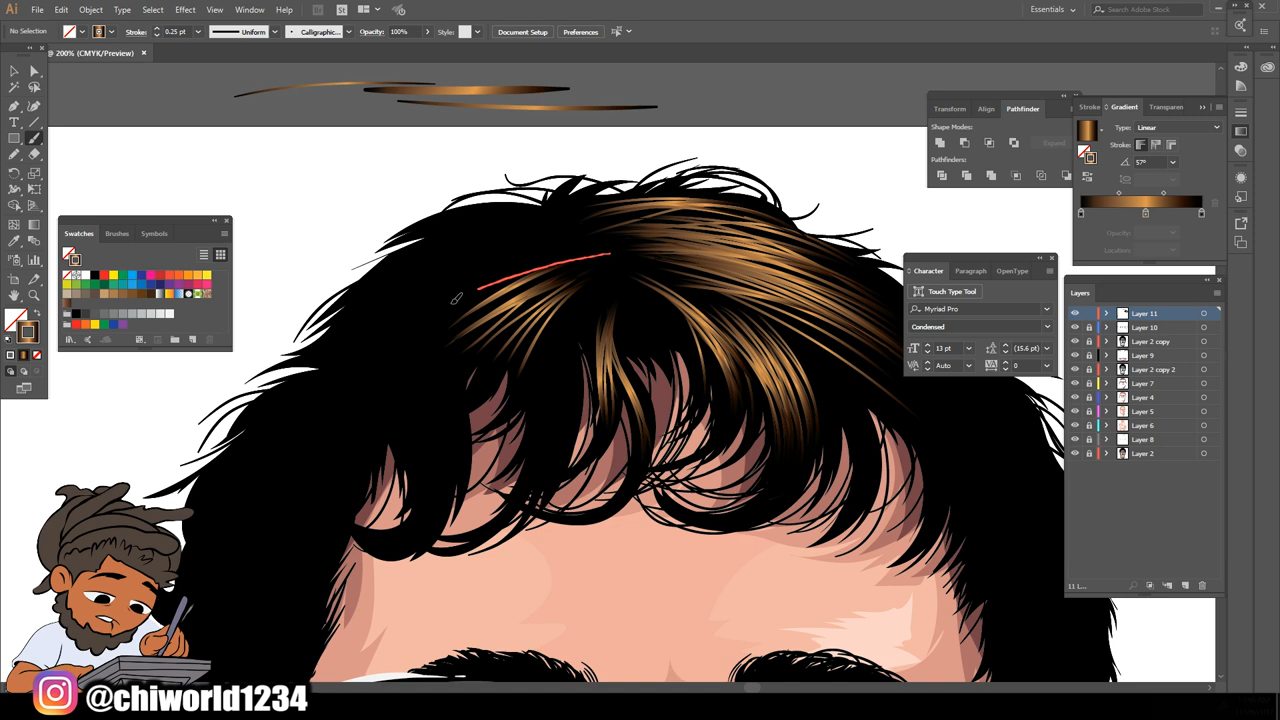 Ai File Edit Object Type Select Effect View Window Help Br St Essentials Search Adobe Stock
No Selection Stroke: 0.25 pt Uniform Calligraphic... Opacity: 100% Style: Document Setup Preferences
@ 200% (CMYK/Preview)
Transform Align Pathfinder
Shape Modes:
Expand
Pathfinders:
Stroke Gradient Transparen
Type: Linear
Stroke:
57°
Opacity:
Location:
Swatches Brushes Symbols
Character Paragraph OpenType
Touch Type Tool
Myriad Pro
Condensed
13 pt (15.6 pt)
Auto 0
Layers
Layer 11
Layer 10
Layer 2 copy
Layer 9
Layer 2 copy 2
Layer 7
Layer 4
Layer 5
Layer 6
Layer 8
Layer 2
11 L...
@chiworld1234